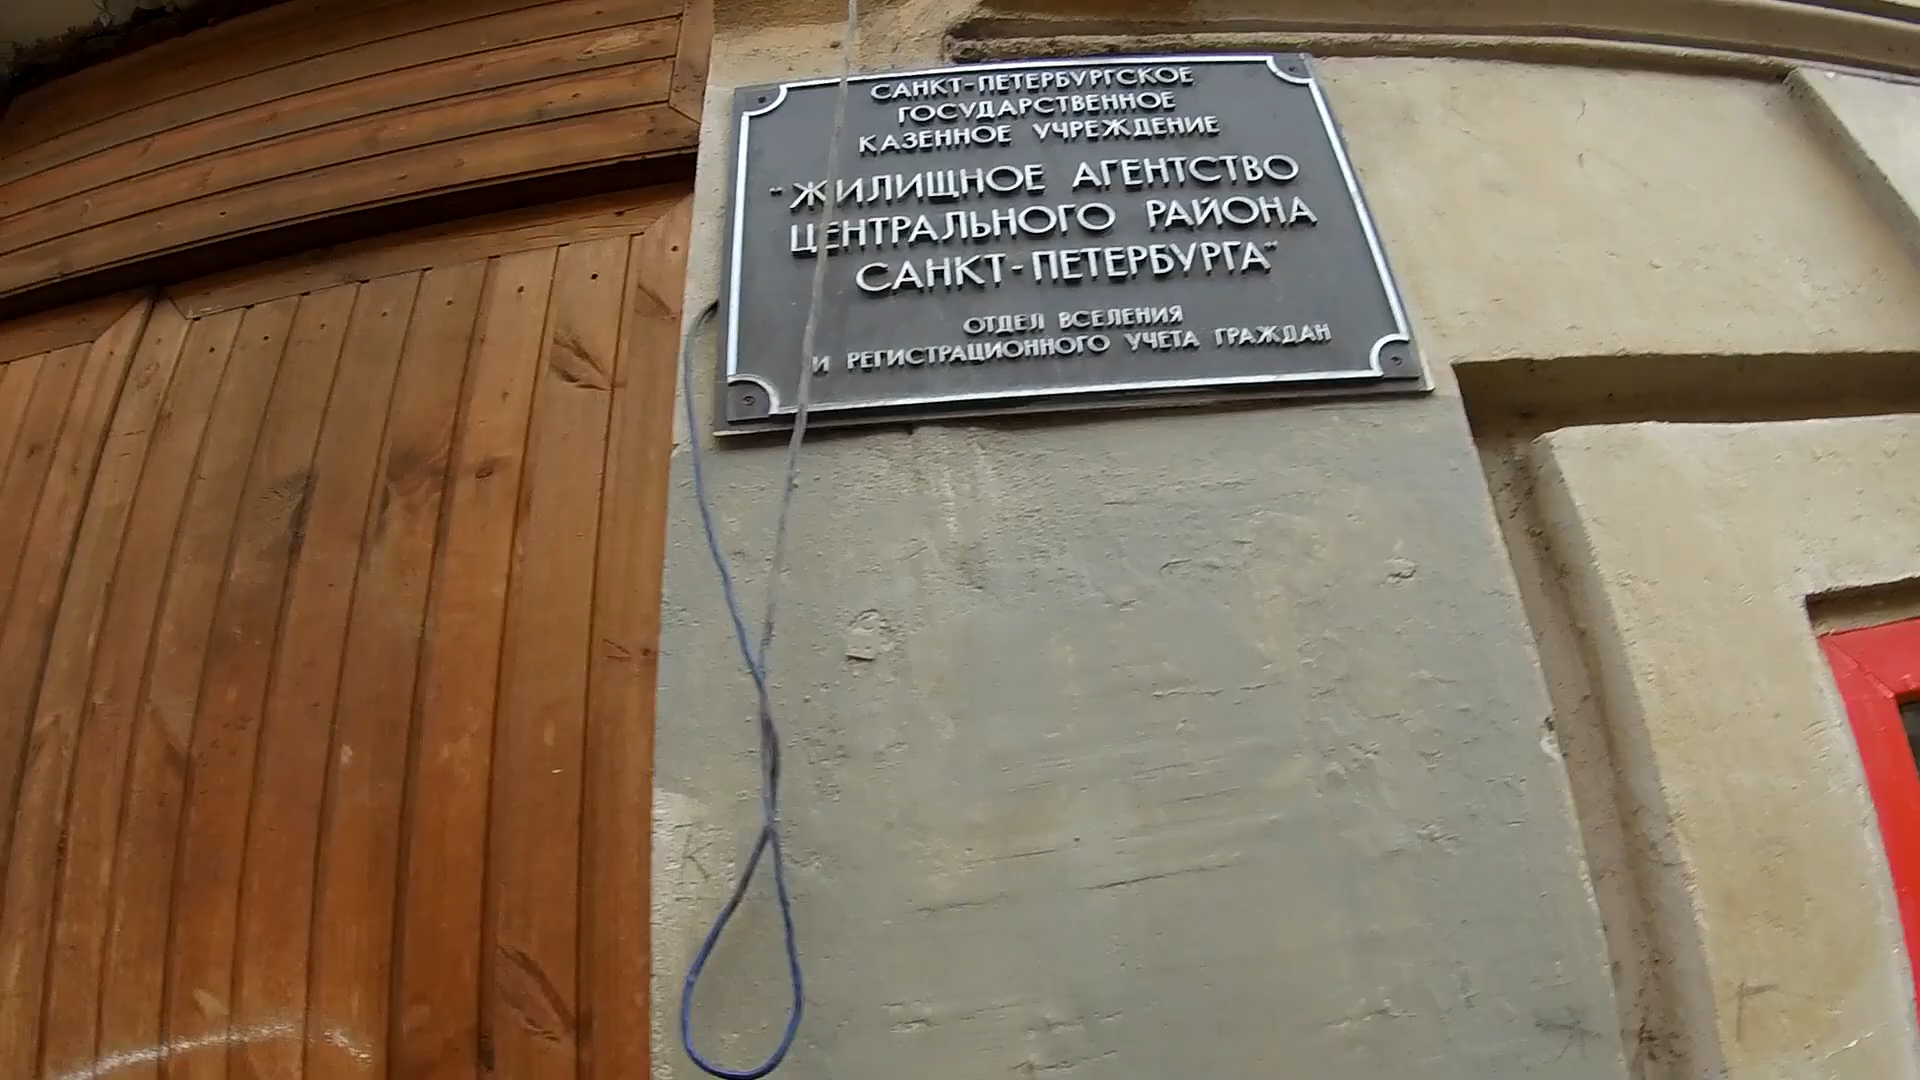 САНКТ-ПЕТЕРБУРГСКОЕ
ГОСУДАРСТВЕННОЕ
КАЗЕННОЕ УЧРЕЖДЕНИЕ
"ЖИЛИЩНОЕ АГЕНТСТВО
ЦЕНТРАЛЬНОГО РАЙОНА
САНКТ-ПЕТЕРБУРГА"
ОТДЕЛ ВСЕЛЕНИЯ
И РЕГИСТРАЦИОННОГО УЧЕТА ГРАЖДАН